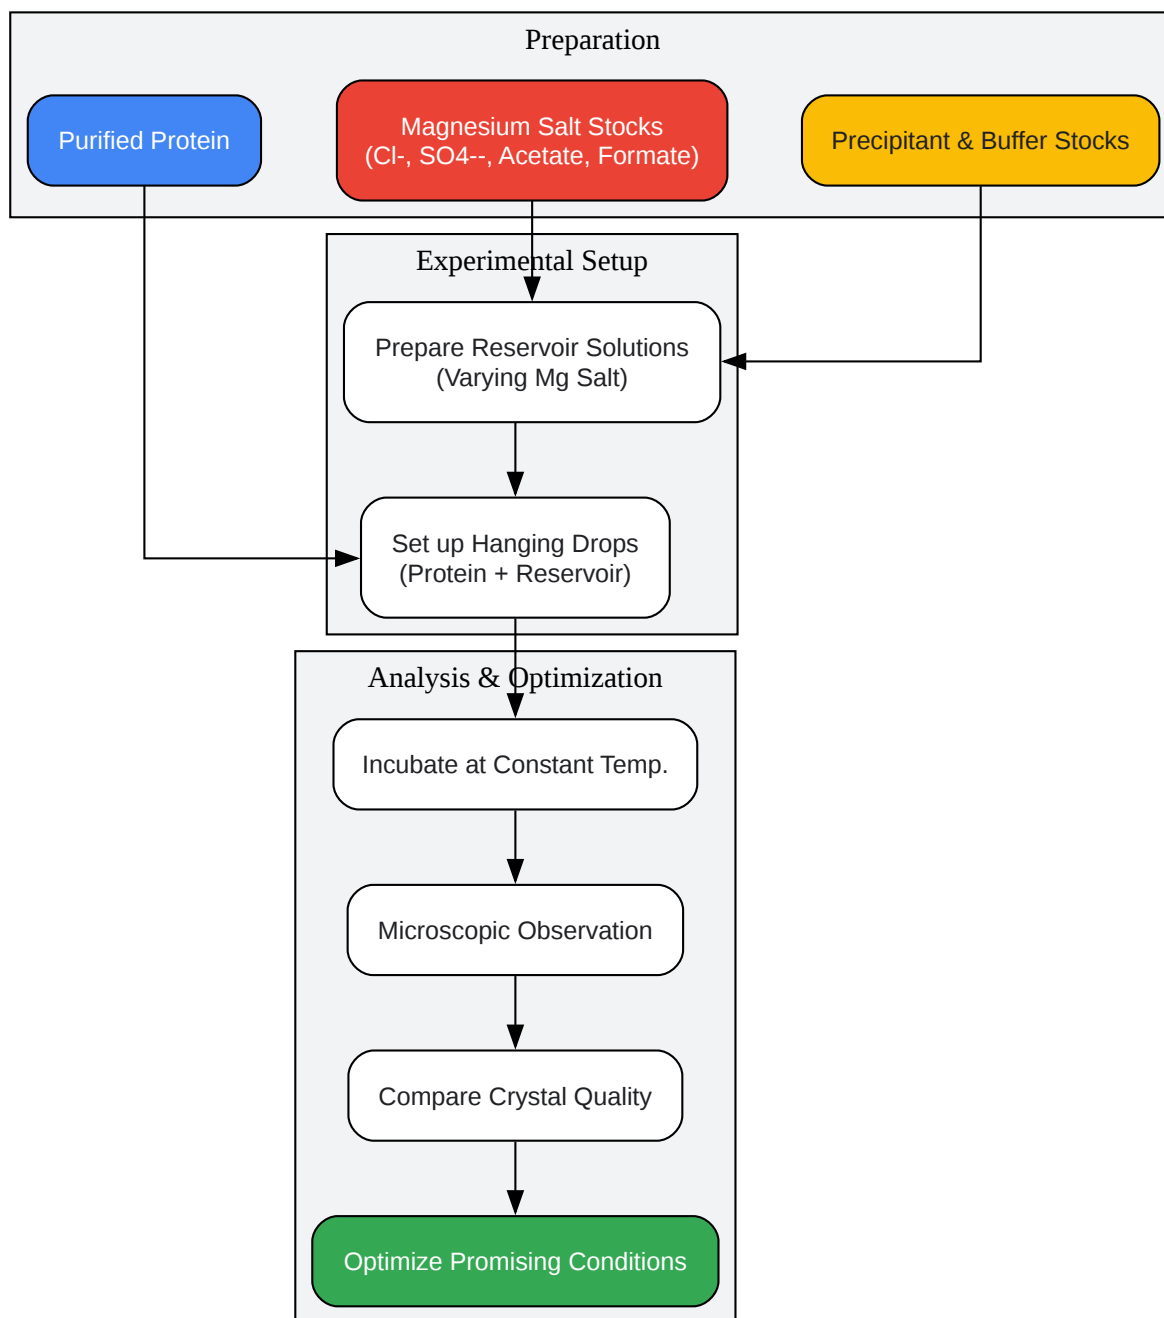 Preparation
Purified Protein
Magnesium Salt Stocks
(Cl-, SO4--, Acetate, Formate)
Precipitant & Buffer Stocks
Experimental Setup
Prepare Reservoir Solutions
(Varying Mg Salt)
Set up Hanging Drops
(Protein + Reservoir)
Analysis & Optimization
Incubate at Constant Temp.
Microscopic Observation
Compare Crystal Quality
Optimize Promising Conditions